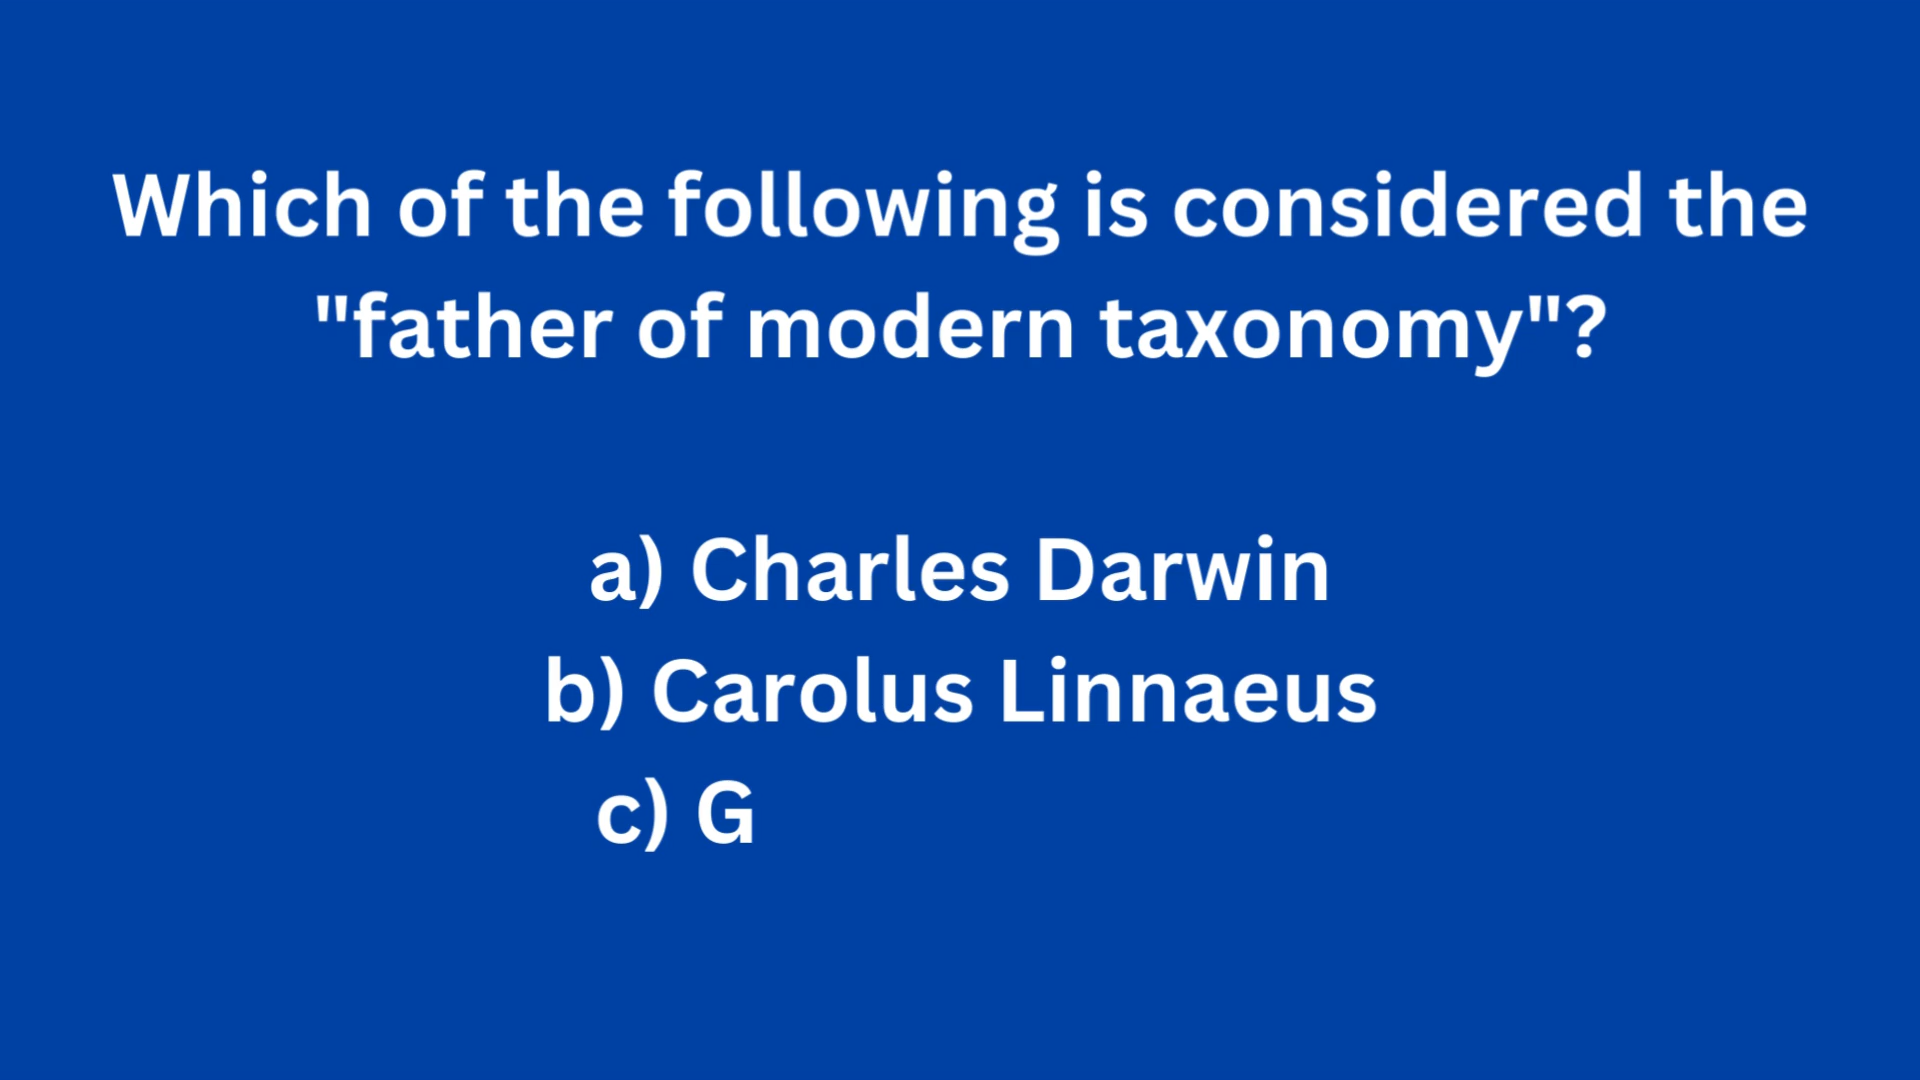 Which of the following is considered the
"father of modern taxonomy"?
a) Charles Darwin
b) Carolus Linnaeus
c) G